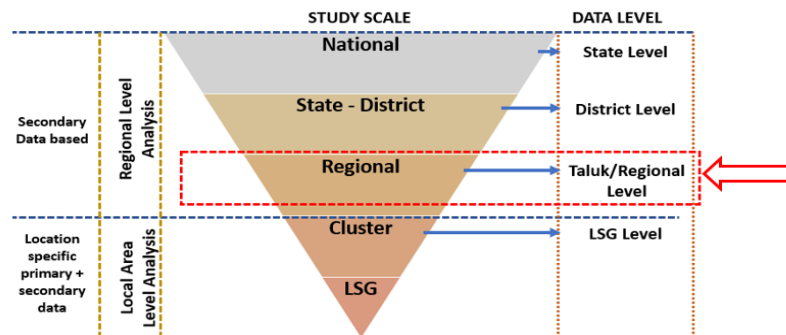 STUDY SCALE
DATA LEVEL
National
State Level
State - District
District Level
Secondary
Data based
Regional Level
Analysis
Regional
Taluk/Regional
Level
Cluster
LSG Level
Location
specific
primary +
secondary
data
Local Area
Level Analysis
LSG